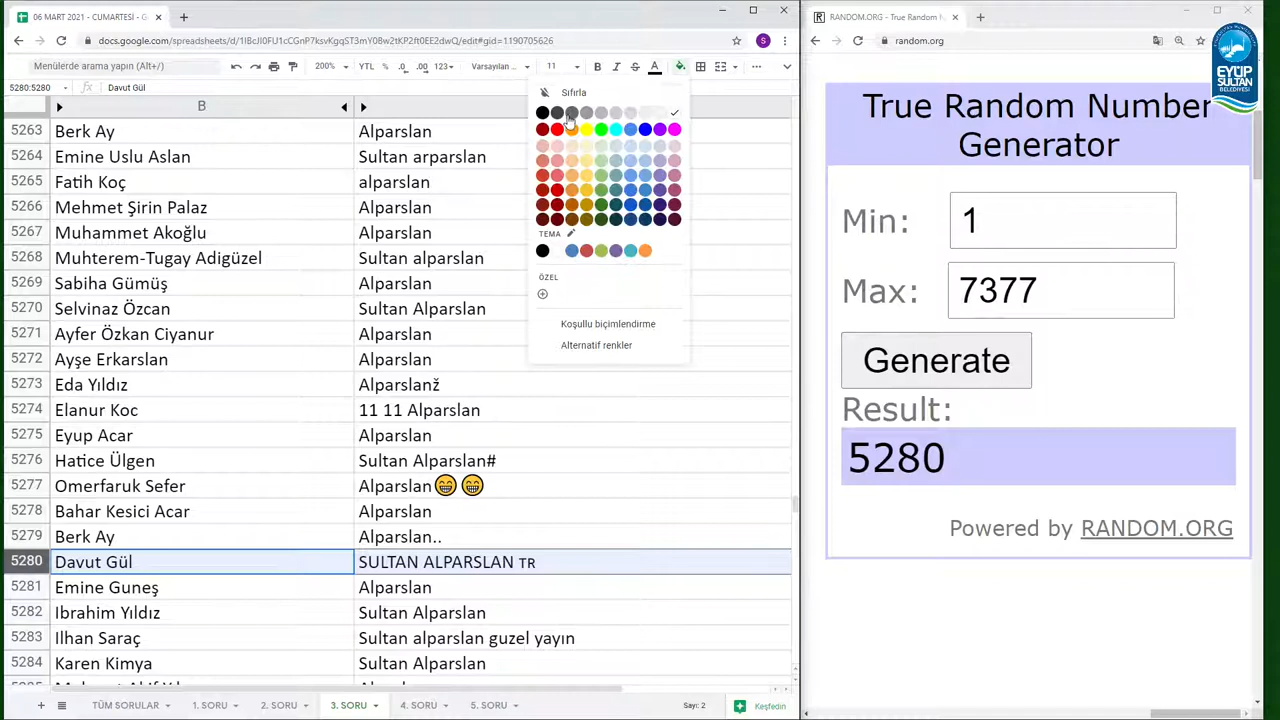 06 MART 2021 - CUMARTESİ - G
docs.google.com/spreadsheets/d/1IBcJI0FU1cCGnP7ksvKgqST3mY0Bw2tKP2ft0EE2dwQ/edit#gid=1190705626
S
Menülerde arama yapın (Alt+/)
200%
YTL
%
.0
.00
123
Varsayılan...
11
B
I
S
A
5280:5280
Davut Gül
B
5263 Berk Ay Alparslan
5264 Emine Uslu Aslan Sultan arparslan
5265 Fatih Koç alparslan
5266 Mehmet Şirin Palaz Alparslan
5267 Muhammet Akoğlu Alparslan
5268 Muhterem-Tugay Adigüzel Sultan alparslan
5269 Sabiha Gümüş Alparslan
5270 Selvinaz Özcan Sultan Alparslan
5271 Ayfer Özkan Ciyanur Alparslan
5272 Ayşe Erkarslan Alparslan
5273 Eda Yıldız Alparslanž
5274 Elanur Koc 11 11 Alparslan
5275 Eyup Acar Alparslan
5276 Hatice Ülgen Sultan Alparslan#
5277 Omerfaruk Sefer Alparslan😁 😁
5278 Bahar Kesici Acar Alparslan
5279 Berk Ay Alparslan..
5280 Davut Gül SULTAN ALPARSLAN TR
5281 Emine Guneş Alparslan
5282 Ibrahim Yıldız Sultan Alparslan
5283 Ilhan Saraç Sultan alparslan guzel yayın
5284 Karen Kimya Sultan Alparslan
Sıfırla
TEMA
ÖZEL
Koşullu biçimlendirme
Alternatif renkler
TÜM SORULAR
1. SORU
2. SORU
3. SORU
4. SORU
5. SORU
Sayı: 2
Keşfedin
RANDOM.ORG - True Random N
random.org
EYÜP
SULTAN
BELEDİYESİ
True Random Number
Generator
Min: 1
Max: 7377
Generate
Result:
5280
Powered by RANDOM.ORG